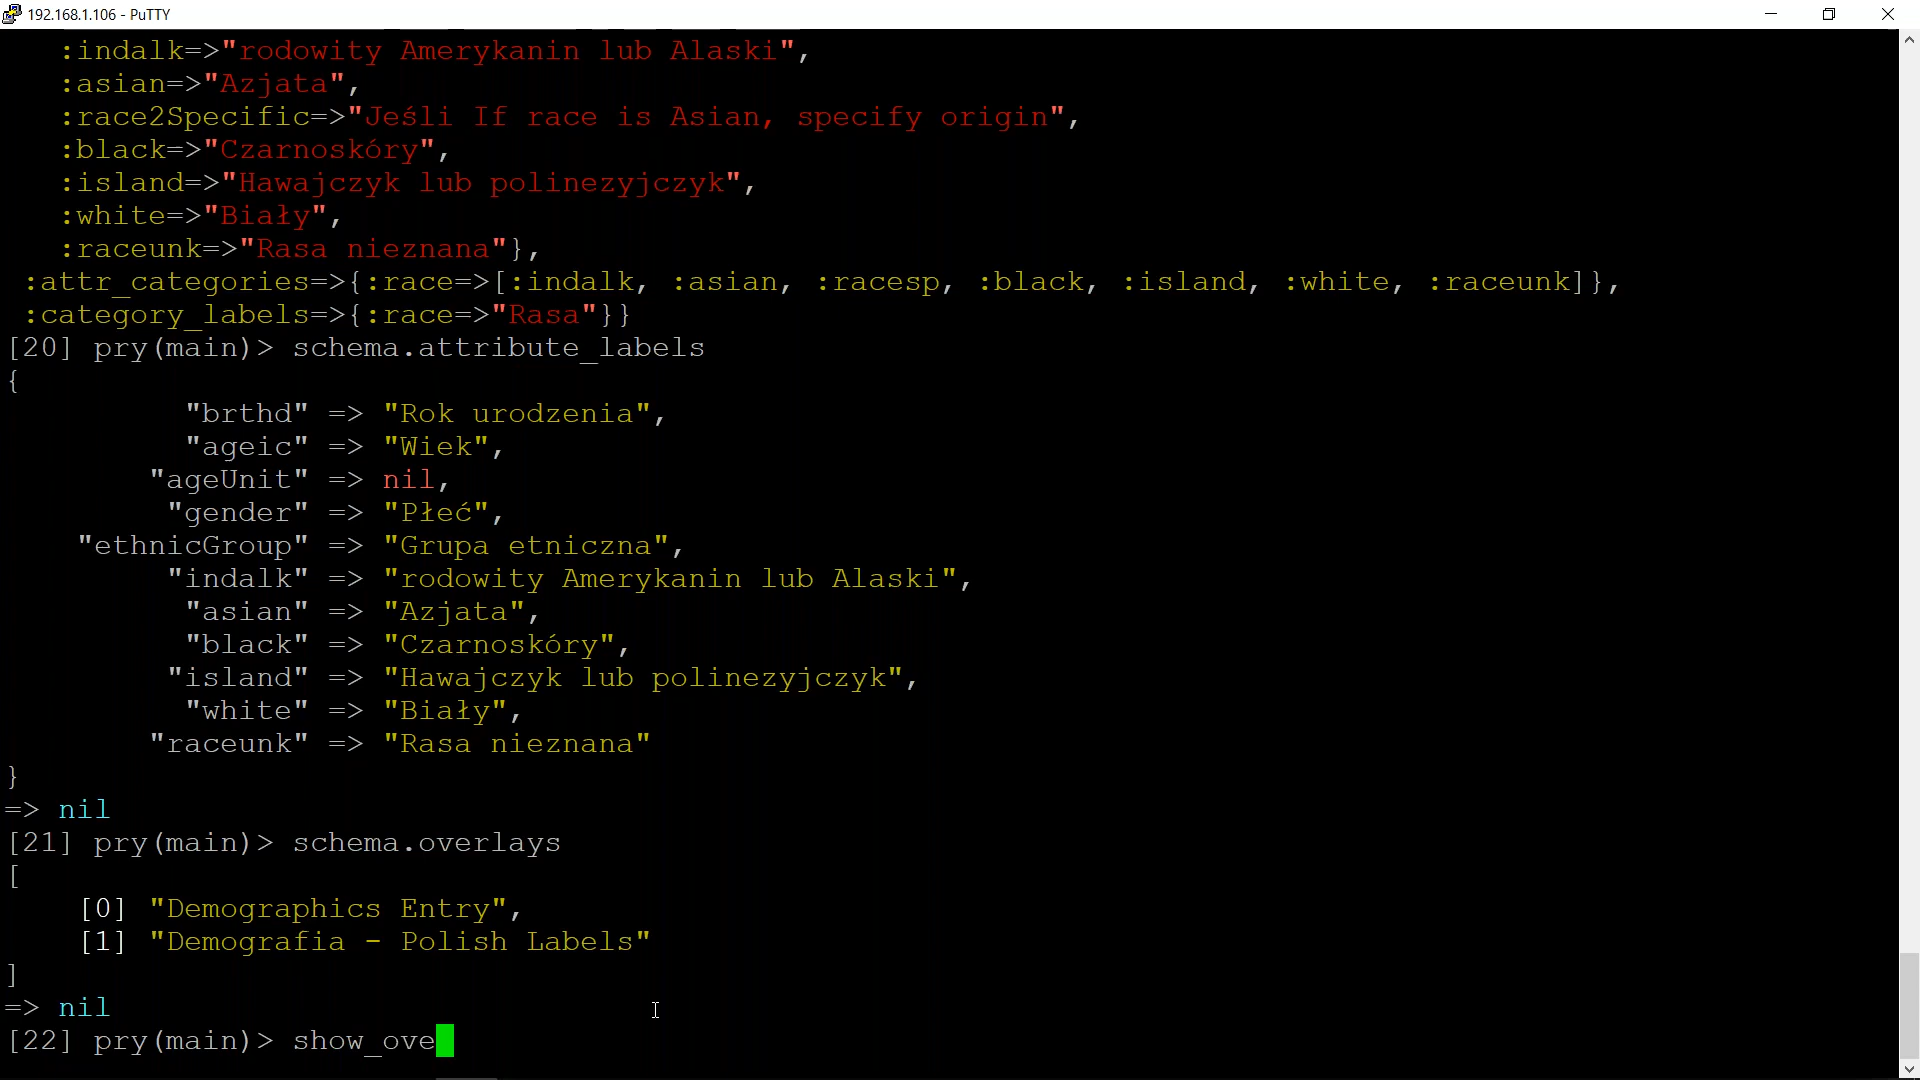 192.168.1.106 - PuTTY
:indalk=>"rodowity Amerykanin lub Alaski",
:asian=>"Azjata",
:race2Specific=>"Jeśli If race is Asian, specify origin",
:black=>"Czarnoskóry",
:island=>"Hawajczyk lub polinezyjczyk",
:white=>"Biały",
:raceunk=>"Rasa nieznana"},
:attr_categories=>{:race=>[:indalk, :asian, :racesp, :black, :island, :white, :raceunk]},
:category_labels=>{:race=>"Rasa"}}
[20] pry(main)> schema.attribute_labels
{
"brthd" => "Rok urodzenia",
"ageic" => "Wiek",
"ageUnit" => nil,
"gender" => "Płeć",
"ethnicGroup" => "Grupa etniczna",
"indalk" => "rodowity Amerykanin lub Alaski",
"asian" => "Azjata",
"black" => "Czarnoskóry",
"island" => "Hawajczyk lub polinezyjczyk",
"white" => "Biały",
"raceunk" => "Rasa nieznana"
}
=> nil
[21] pry(main)> schema.overlays
[
[0] "Demographics Entry",
[1] "Demografia - Polish Labels"
]
=> nil
[22] pry(main)> show_ove